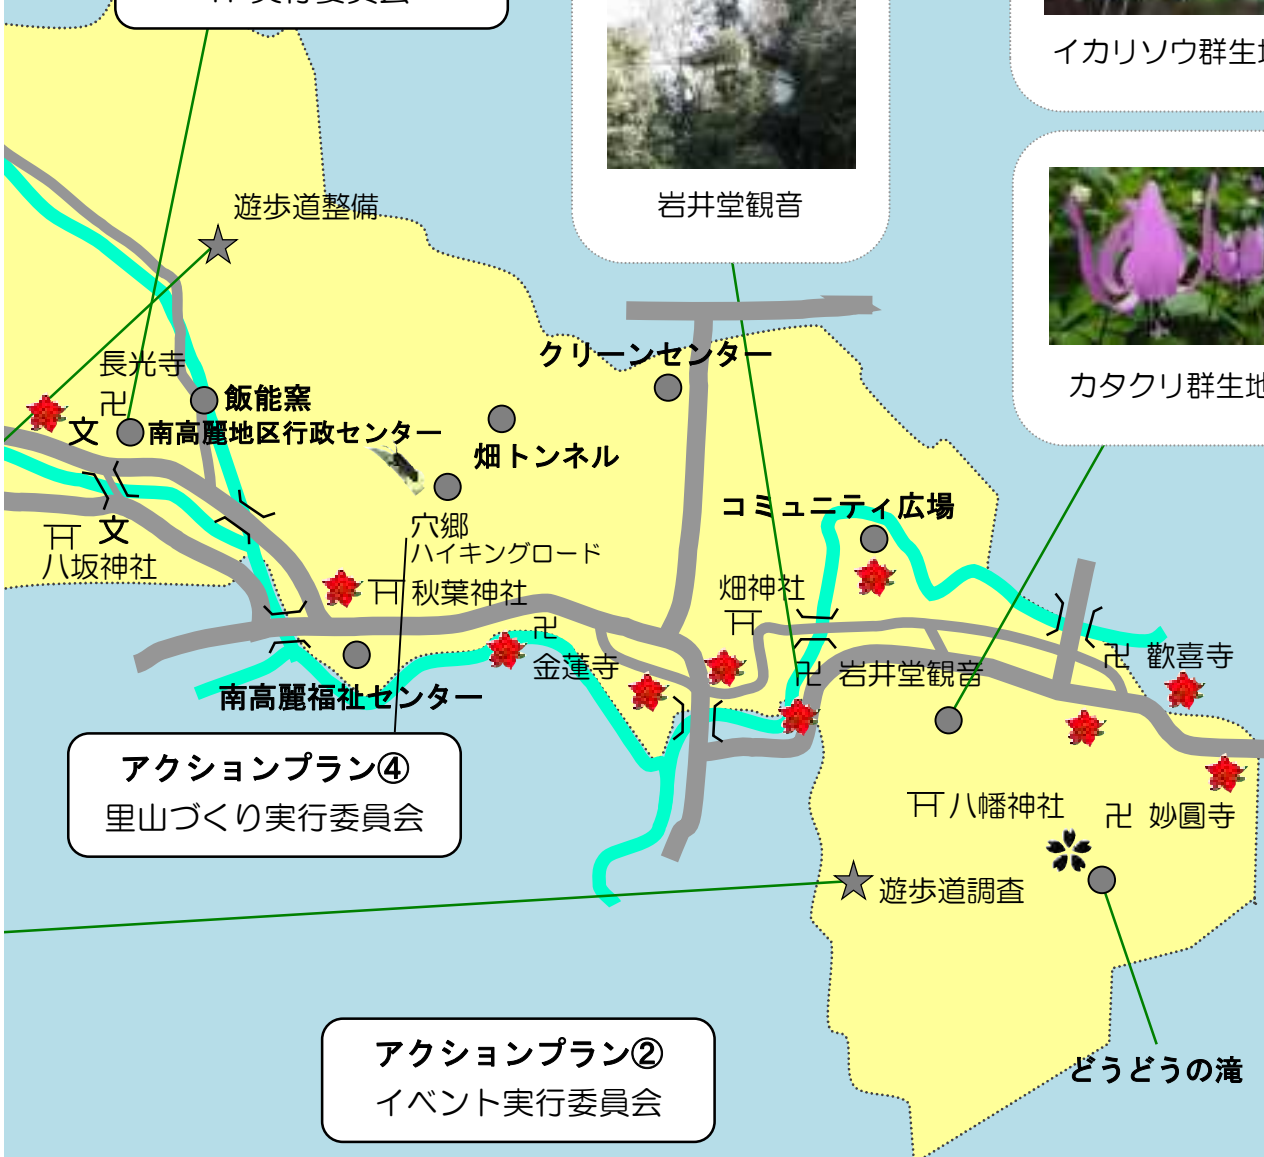 実行委員会
イカリソウ群生地
岩井堂観音
遊歩道整備
カタクリ群生地
クリーンセンター
長光寺
卍
飯能窯
文
南高麗地区行政センター
畑トンネル
コミュニティ広場
穴郷
ハイキングロード
文
八坂神社
秋葉神社
畑神社
卍
金蓮寺
卍 岩井堂観音
卍 歡喜寺
南高麗福祉センター
アクションプラン④
里山づくり実行委員会
八幡神社
卍 妙圓寺
遊歩道調査
アクションプラン②
イベント実行委員会
どうどうの滝